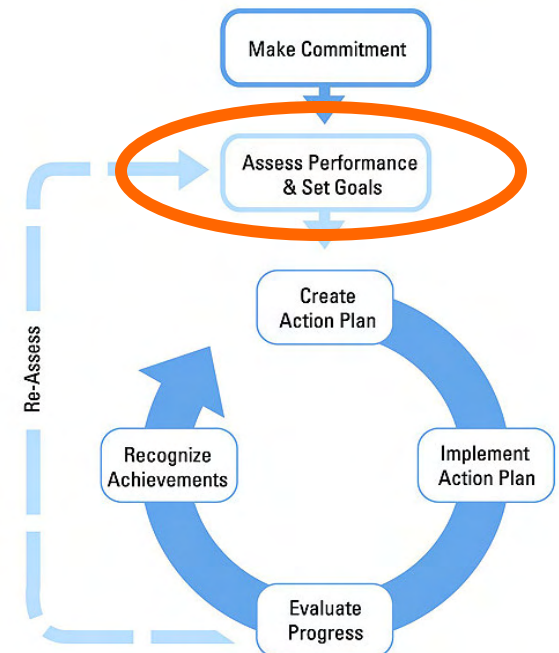 Make Commitment
Assess Performance
& Set Goals
Create
Action Plan
Re-Assess
Recognize
Achievements
Implement
Action Plan
Evaluate
Progress